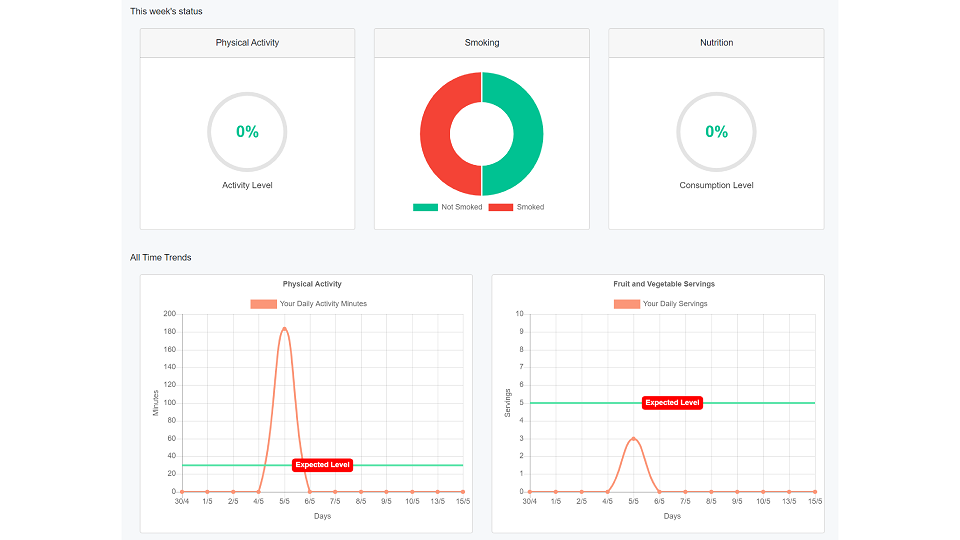 This week's status
Physical Activity
Smoking
Nutrition
0%
0%
Activity Level
Consumption Level
Not Smoked
Smoked
All Time Trends
Physical Activity
Your Daily Activity Minutes
200
180
160
140
120
100
80
60
40
20
0
Minutes
Expected Level
30/4 1/5 2/5 4/5 5/5 6/5 7/5 8/5 9/5 10/5 13/5 15/5
Days
Fruit and Vegetable Servings
Your Daily Servings
10
9
8
7
6
5
4
3
2
1
0
Servings
Expected Level
30/4 1/5 2/5 4/5 5/5 6/5 7/5 8/5 9/5 10/5 13/5 15/5
Days